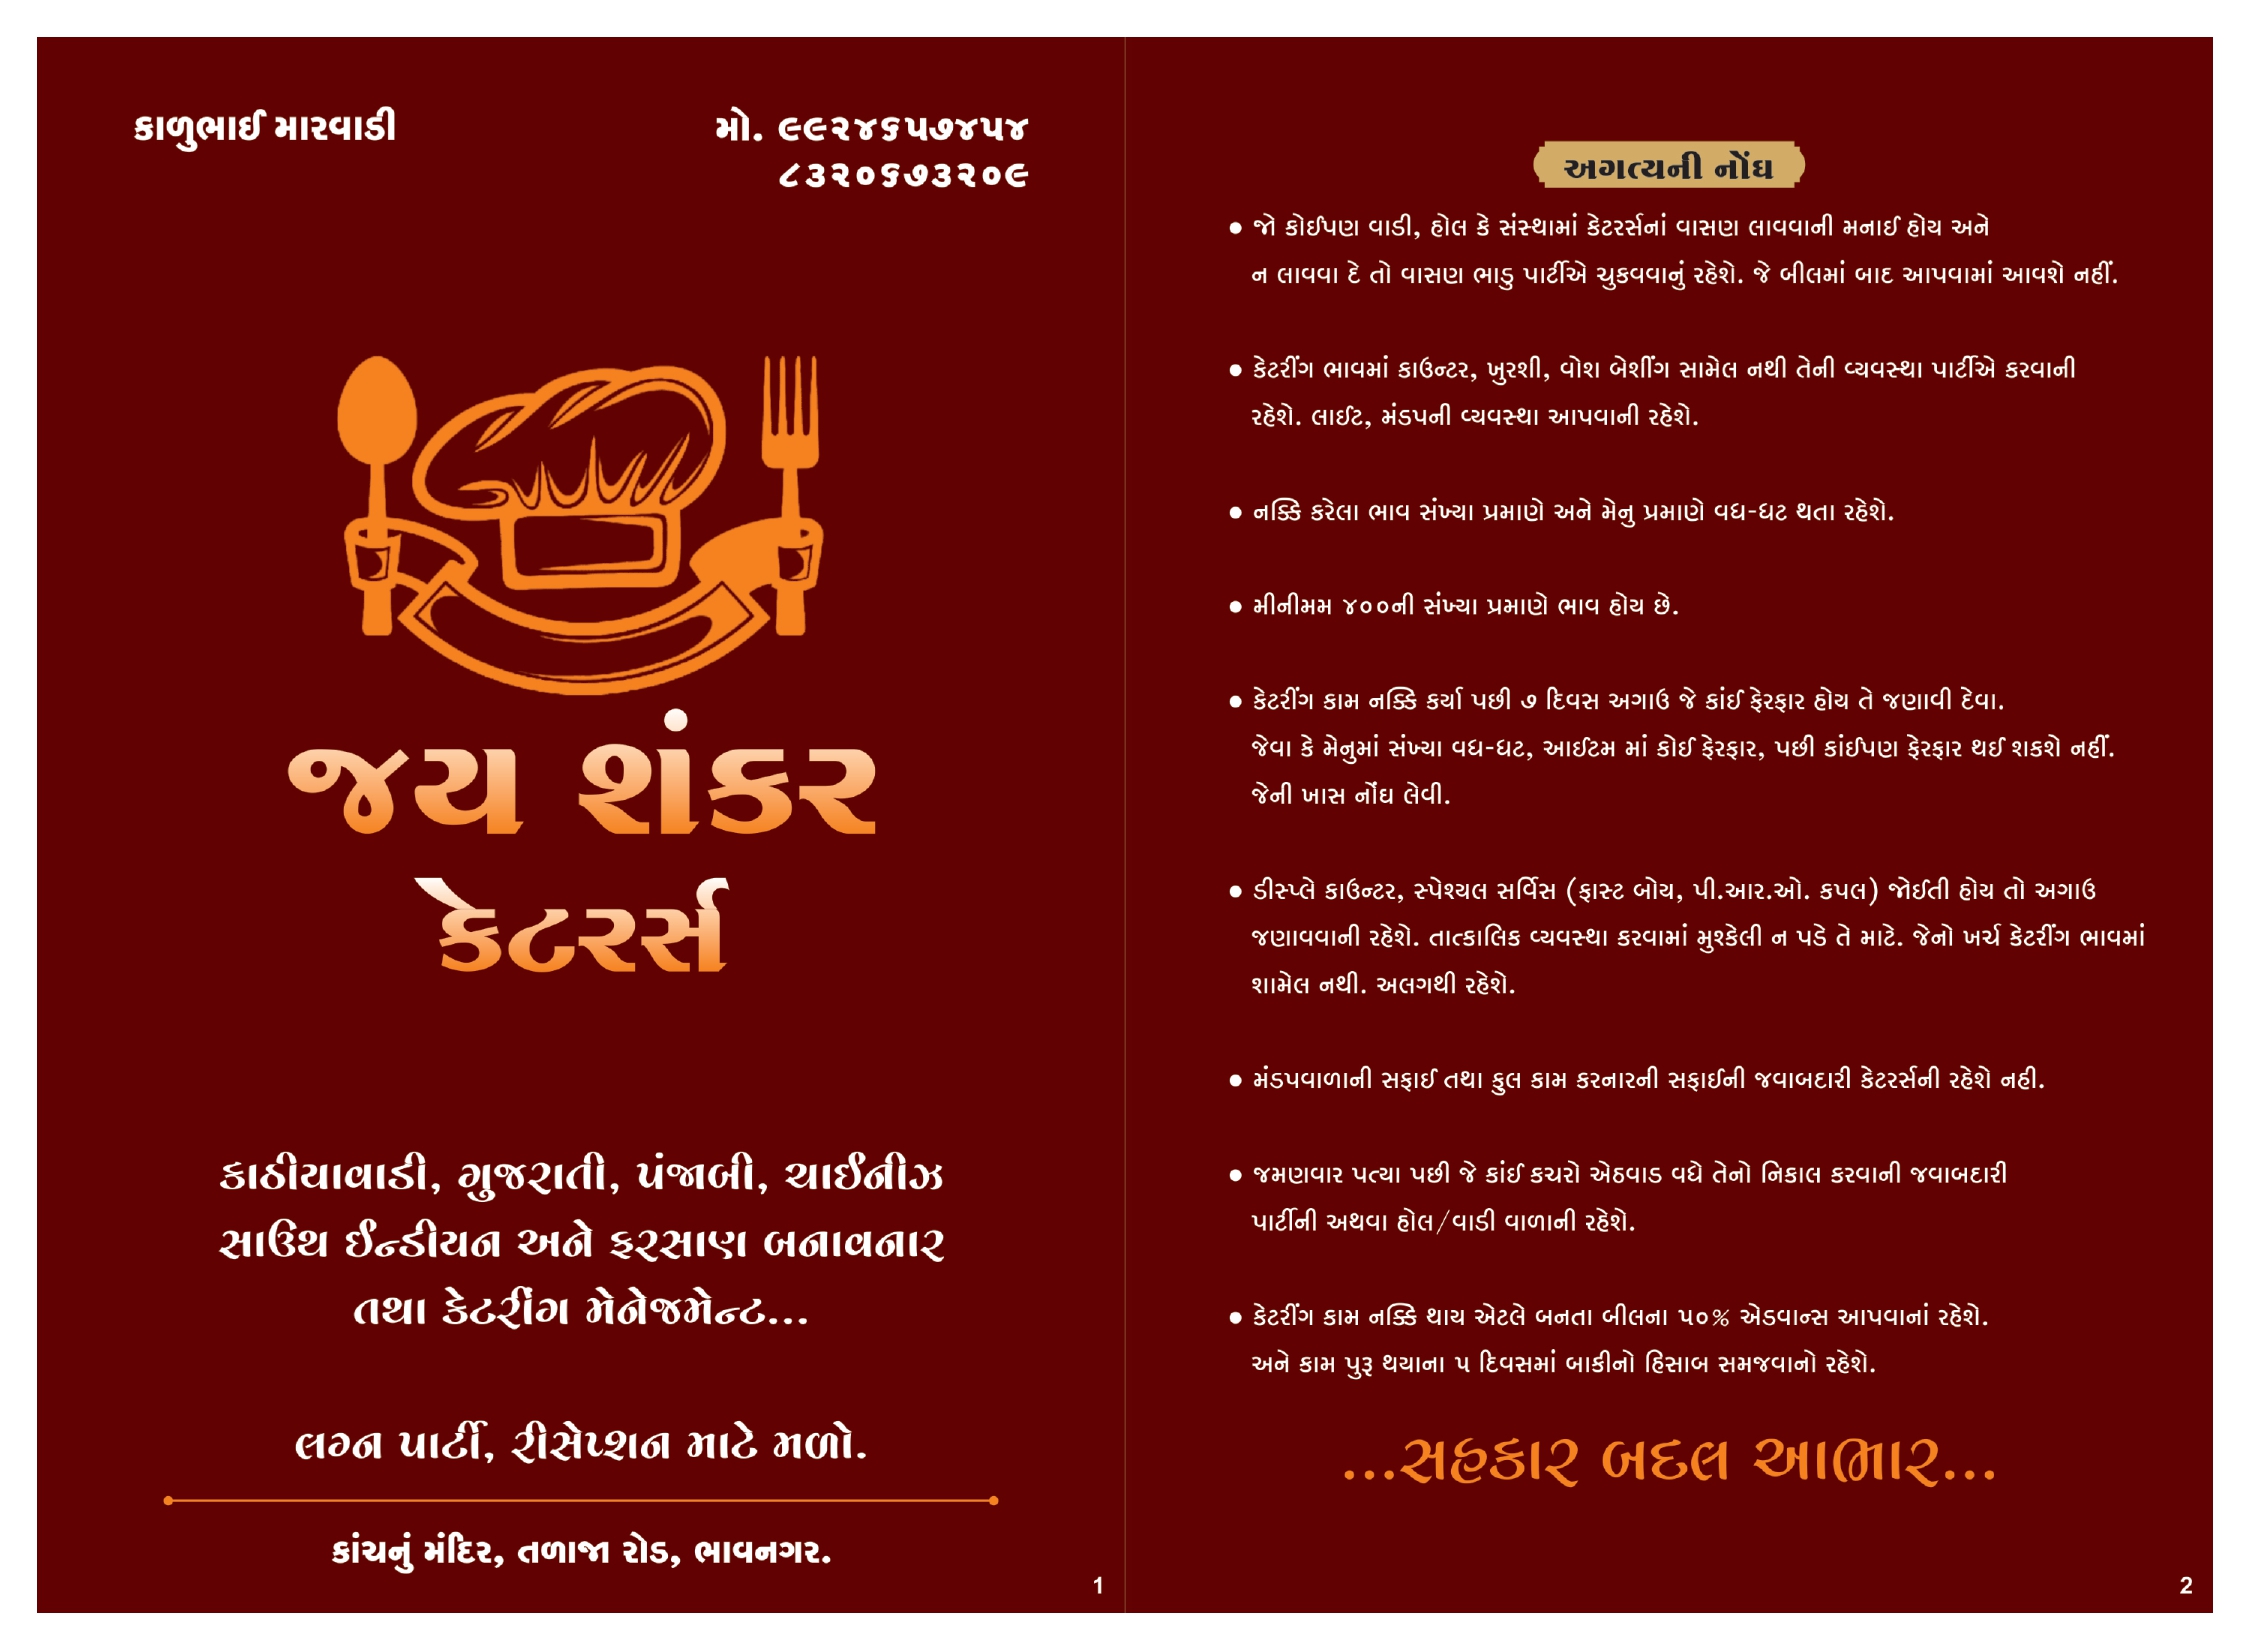 કાળુભાઈ મારવાડી
મો. ૯૯૨૪૬૫૭૪૫૪
૮૩૨૦૬૭૩૨૦૯
જય શંકર
કેટરર્સ
કાઠીયાવાડી, ગુજરાતી, પંજાબી, ચાઈનીઝ
સાઉથ ઈન્ડીયન અને ફરસાણ બનાવનાર
તથા કેટરીંગ મેનેજમેન્ટ...
લગ્ન પાર્ટી, રીસેપ્શન માટે મળો.
કાંચનું મંદિર, તળાજા રોડ, ભાવનગર.
1
અગત્યની નોંધ
● જો કોઈપણ વાડી, હોલ કે સંસ્થામાં કેટરર્સનાં વાસણ લાવવાની મનાઈ હોય અને
ન લાવવા દે તો વાસણ ભાડુ પાર્ટીએ ચુકવવાનું રહેશે. જે બીલમાં બાદ આપવામાં આવશે નહીં.
● કેટરીંગ ભાવમાં કાઉન્ટર, ખુરશી, વોશ બેશીંગ સામેલ નથી તેની વ્યવસ્થા પાર્ટીએ કરવાની
રહેશે. લાઈટ, મંડપની વ્યવસ્થા આપવાની રહેશે.
● નક્કિ કરેલા ભાવ સંખ્યા પ્રમાણે અને મેનુ પ્રમાણે વધ-ઘટ થતા રહેશે.
● મીનીમમ ૪૦૦ની સંખ્યા પ્રમાણે ભાવ હોય છે.
● કેટરીંગ કામ નક્કિ કર્યા પછી ૭ દિવસ અગાઉ જે કાંઈ ફેરફાર હોય તે જણાવી દેવા.
જેવા કે મેનુમાં સંખ્યા વધ-ઘટ, આઈટમ માં કોઈ ફેરફાર, પછી કાંઈપણ ફેરફાર થઈ શકશે નહીં.
જેની ખાસ નોંધ લેવી.
● ડીસ્પ્લે કાઉન્ટર, સ્પેશ્યલ સર્વિસ (ફાસ્ટ બોય, પી.આર.ઓ. કપલ) જોઈતી હોય તો અગાઉ
જણાવવાની રહેશે. તાત્કાલિક વ્યવસ્થા કરવામાં મુશ્કેલી ન પડે તે માટે. જેનો ખર્ચ કેટરીંગ ભાવમાં
શામેલ નથી. અલગથી રહેશે.
● મંડપવાળાની સફાઈ તથા ફુલ કામ કરનારની સફાઈની જવાબદારી કેટરર્સની રહેશે નહી.
● જમણવાર પત્યા પછી જે કાંઈ કચરો એઠવાડ વધે તેનો નિકાલ કરવાની જવાબદારી
પાર્ટીની અથવા હોલ/વાડી વાળાની રહેશે.
● કેટરીંગ કામ નક્કિ થાય એટલે બનતા બીલના ૫૦% એડવાન્સ આપવાનાં રહેશે.
અને કામ પુરૂ થયાના ૫ દિવસમાં બાકીનો હિસાબ સમજવાનો રહેશે.
...સહકાર બદલ આભાર...
2